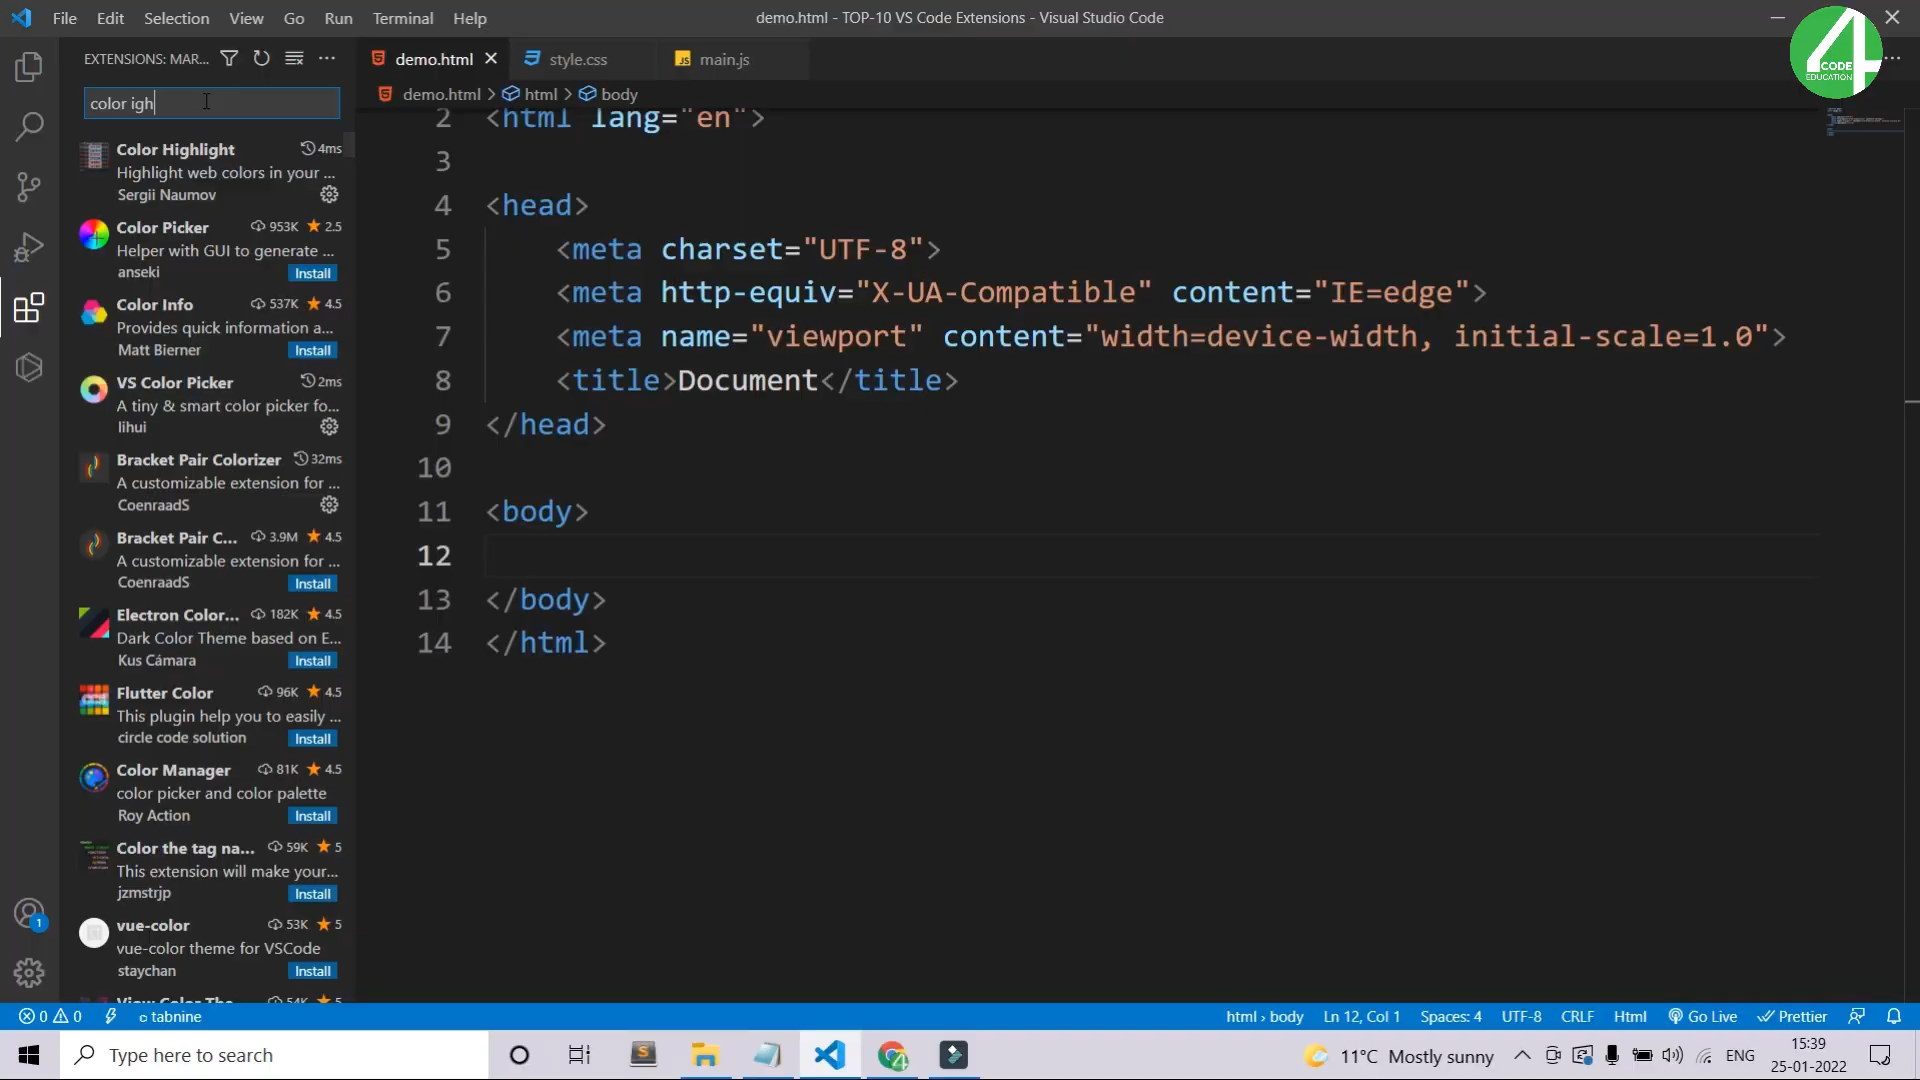 File Edit Selection View Go Run Terminal Help
demo.html - TOP-10 VS Code Extensions - Visual Studio Code
4
CODE
EDUCATION
EXTENSIONS: MAR...
color igh
Color Highlight 4ms
Highlight web colors in your ...
Sergii Naumov
Color Picker 953K 2.5
Helper with GUI to generate ...
anseki Install
Color Info 537K 4.5
Provides quick information a...
Matt Bierner Install
VS Color Picker 2ms
A tiny & smart color picker fo...
lihui
Bracket Pair Colorizer 32ms
A customizable extension for ...
CoenraadS
Bracket Pair C... 3.9M 4.5
A customizable extension for ...
CoenraadS Install
Electron Color... 182K 4.5
Dark Color Theme based on E...
Kus Cámara Install
Flutter Color 96K 4.5
This plugin help you to easily ...
circle code solution Install
Color Manager 81K 4.5
color picker and color palette
Roy Action Install
Color the tag na... 59K 5
This extension will make your...
jzmstrjp Install
vue-color 53K 5
vue-color theme for VSCode
staychan Install
View Color The... 54K 5
demo.html style.css main.js
demo.html > html > body
2 <html lang="en">
3
4 <head>
5 <meta charset="UTF-8">
6 <meta http-equiv="X-UA-Compatible" content="IE=edge">
7 <meta name="viewport" content="width=device-width, initial-scale=1.0">
8 <title>Document</title>
9 </head>
10
11 <body>
12
13 </body>
14 </html>
1
0 0 tabnine
html › body Ln 12, Col 1 Spaces: 4 UTF-8 CRLF Html Go Live Prettier
Type here to search
11°C Mostly sunny ENG
15:39
25-01-2022